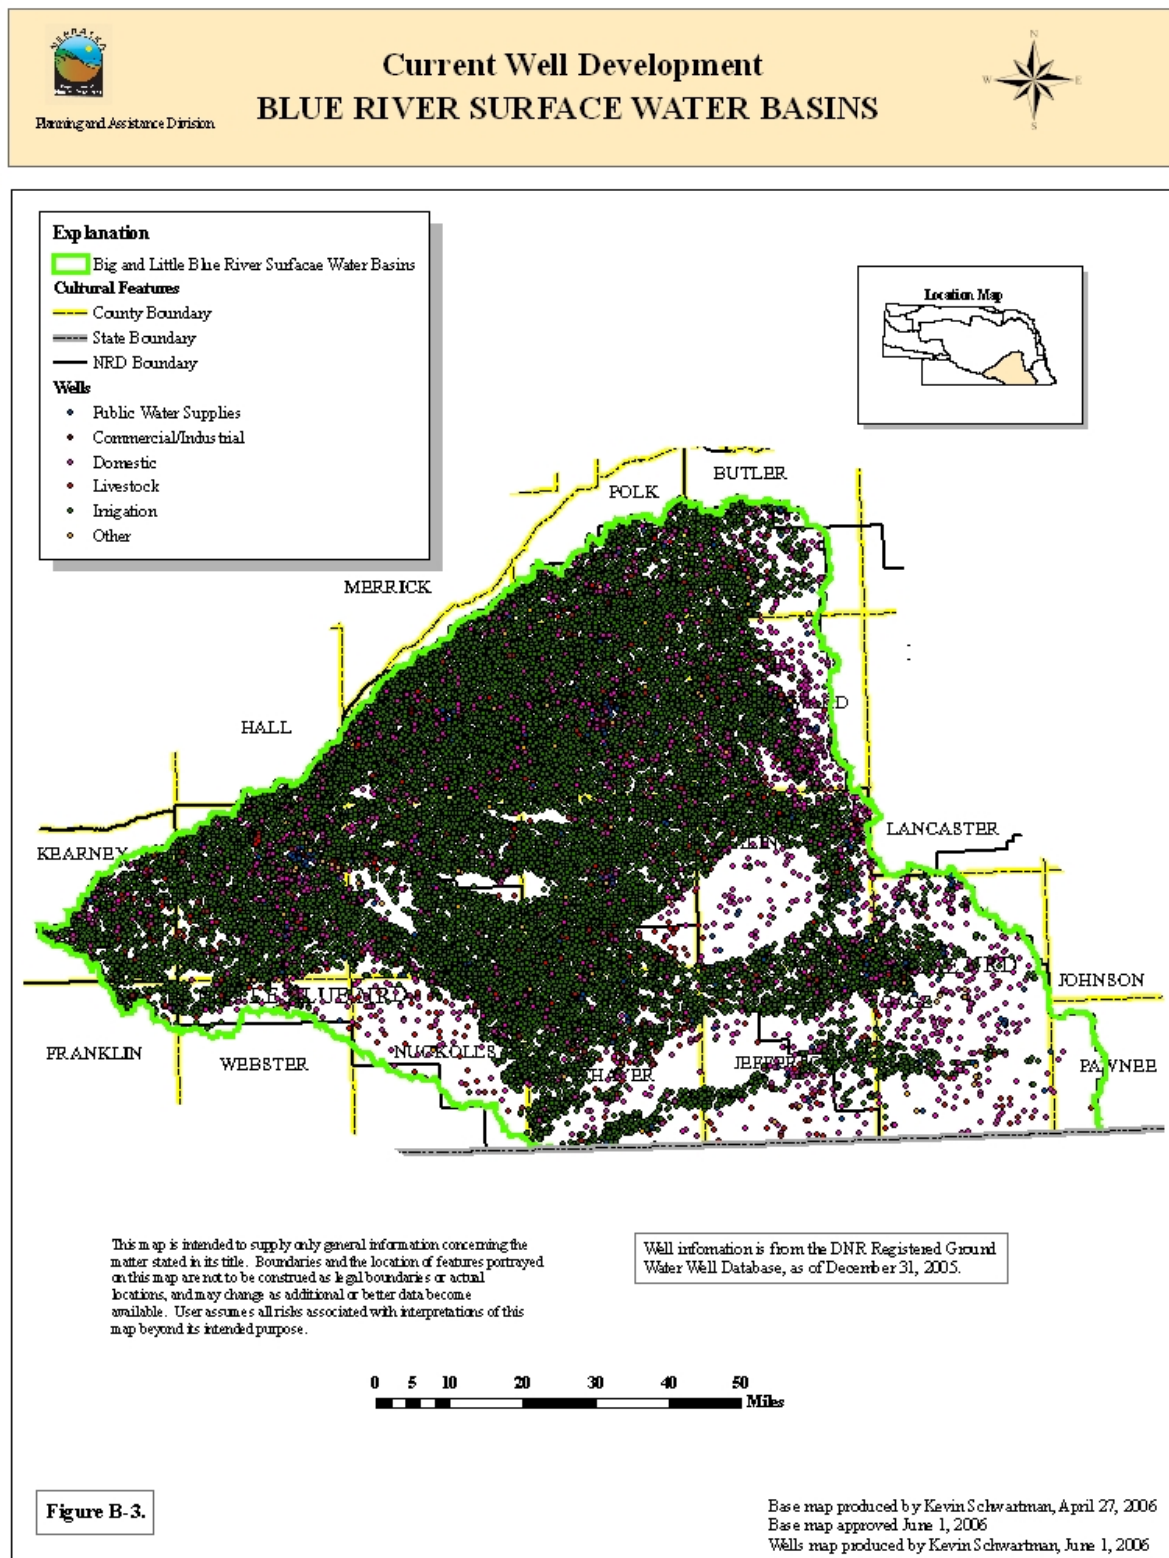 NEBRASKA
Planning and Assistance Division
Current Well Development
BLUE RIVER SURFACE WATER BASINS
N
W
E
S
Explanation
Big and Little Blue River Surfacae Water Basins
Cultural Features
County Boundary
State Boundary
NRD Boundary
Wells
Public Water Supplies
Commercial/Industrial
Domestic
Livestock
Irrigation
Other
Location Map
BUTLER
POLK
MERRICK
HALL
LANCASTER
KEARNEY
NRD
JOHNSON
BLUE NRD
GAGE
FRANKLIN
WEBSTER
NUCKOLLS
THAYER
JEFFERSON
PAWNEE
This map is intended to supply only general information concerning the
matter stated in its title. Boundaries and the location of features portrayed
on this map are not to be construed as legal boundaries or actual
locations, and may change as additional or better data become
available. User assumes all risks associated with interpretations of this
map beyond its intended purpose.
Well infomation is from the DNR Registered Ground
Water Well Database, as of December 31, 2005.
0 5 10 20 30 40 50
Miles
Figure B-3.
Base map produced by Kevin Schwartman, April 27, 2006
Base map approved June 1, 2006
Wells map produced by Kevin Schwartman, June 1, 2006